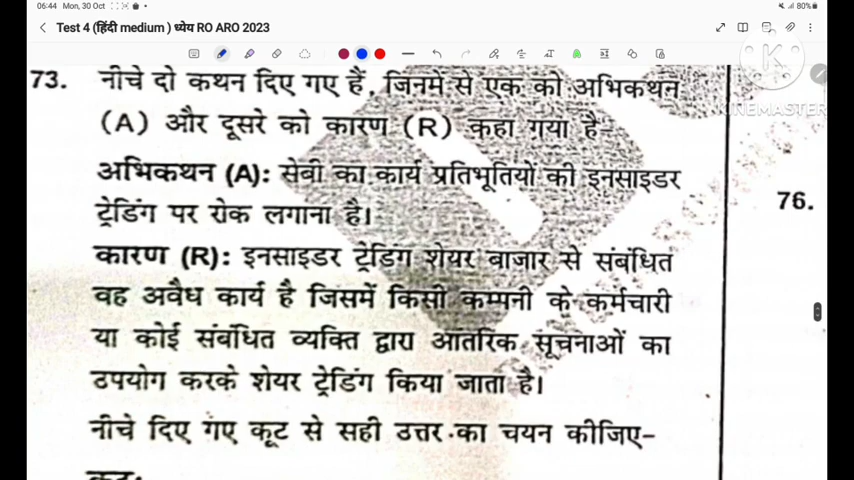 06:44 Mon, 30 Oct
80%
Test 4 (हिंदी medium ) ध्येय RO ARO 2023
K
KINEMASTER
73. नीचे दो कथन दिए गए हैं, जिनमें से एक को अभिकथन
(A) और दूसरे को कारण (R) कहा गया है–
अभिकथन (A): सेबी का कार्य प्रतिभूतियों की इनसाइडर
ट्रेडिंग पर रोक लगाना है।
76.
कारण (R): इनसाइडर ट्रेडिंग शेयर बाजार से संबंधित
वह अवैध कार्य है जिसमें किसी कम्पनी के कर्मचारी
या कोई संबंधित व्यक्ति द्वारा आंतरिक सूचनाओं का
उपयोग करके शेयर ट्रेडिंग किया जाता है।
नीचे दिए गए कूट से सही उत्तर का चयन कीजिए–
कूट: